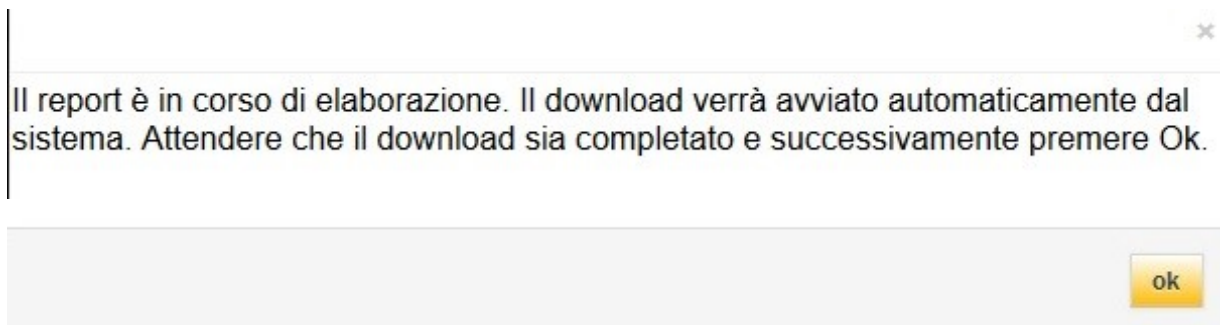 Il report è in corso di elaborazione. Il download verrà avviato automaticamente dal
sistema. Attendere che il download sia completato e successivamente premere Ok.
ok